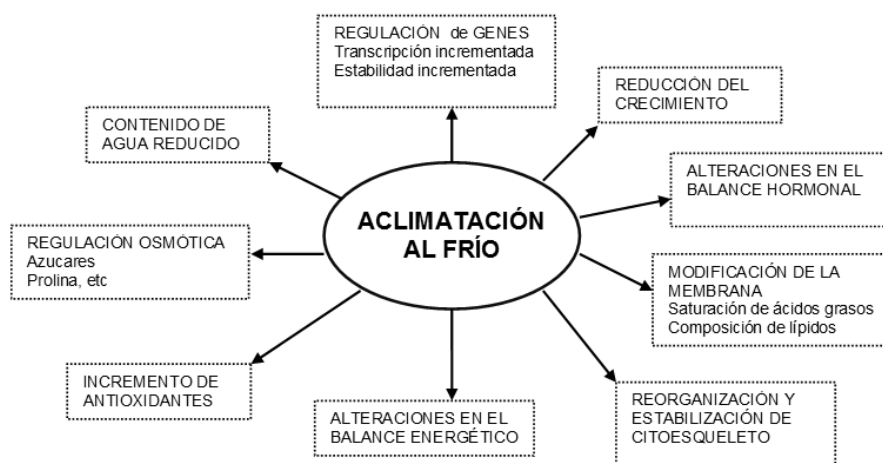 REGULACIÓN de GENES
Transcripción incrementada
Estabilidad incrementada
REDUCCIÓN DEL
CRECIMIENTO
CONTENIDO DE
AGUA REDUCIDO
ALTERACIONES EN EL
BALANCE HORMONAL
ACLIMATACIÓN
AL FRÍO
REGULACIÓN OSMÓTICA
Azucares
Prolina, etc
MODIFICACIÓN DE LA
MEMBRANA
Saturación de ácidos grasos
Composición de lípidos
INCREMENTO DE
ANTIOXIDANTES
ALTERACIONES EN EL
BALANCE ENERGÉTICO
REORGANIZACIÓN Y
ESTABILIZACIÓN DE
CITOESQUELETO